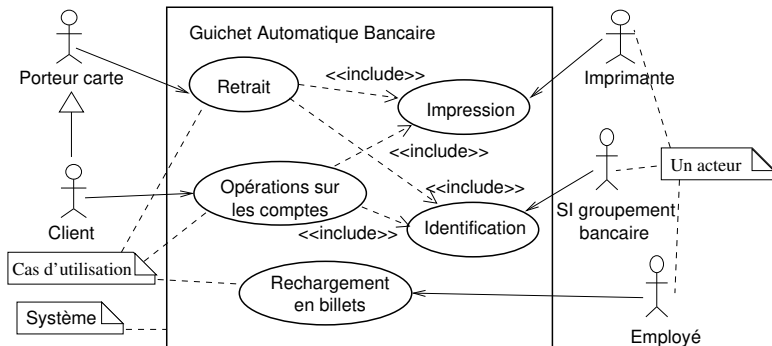 Guichet Automatique Bancaire
Porteur carte
Retrait
<<include>>
Impression
Imprimante
<<include>>
Client
Opérations sur
les comptes
<<include>>
<<include>>
Identification
SI groupement
bancaire
Un acteur
Cas d'utilisation
Rechargement
en billets
Système
Employé